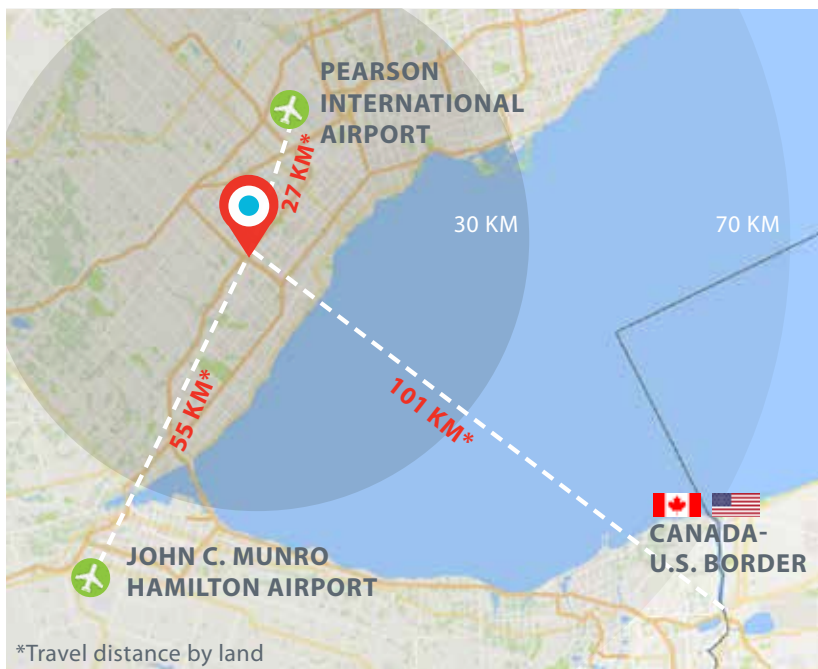 PEARSON
INTERNATIONAL
AIRPORT
27 KM*
30 KM
70 KM
55 KM*
101 KM*
CANADA-
U.S. BORDER
JOHN C. MUNRO
HAMILTON AIRPORT
*Travel distance by land